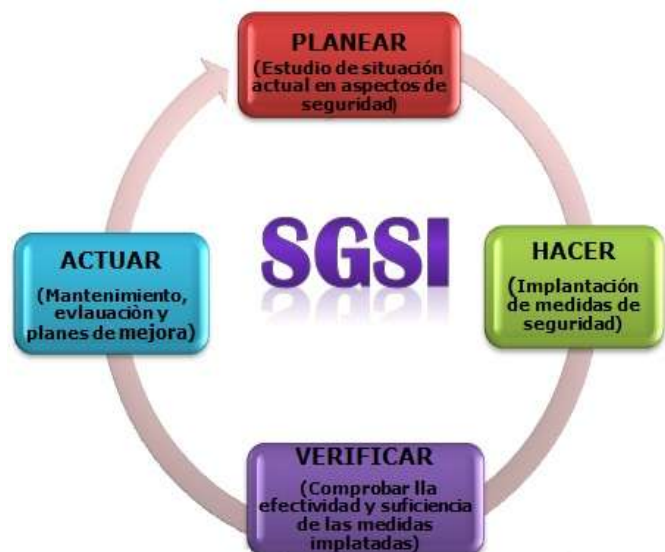 PLANEAR
(Estudio de situación
actual en aspectos de
seguridad)
SGSI
HACER
(Implantación
de medidas de
seguridad)
VERIFICAR
(Comprobar lla
efectividad y suficiencia
de las medidas
implatadas)
ACTUAR
(Mantenimiento,
evlauaciòn y
planes de mejora)